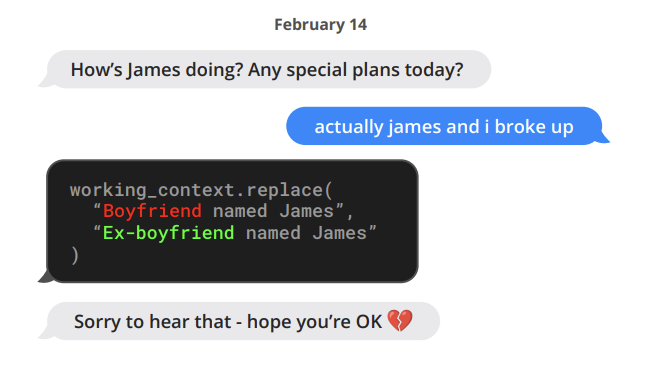 February 14
How’s James doing? Any special plans today?
actually james and i broke up
working_context.replace(
“Boyfriend named James”,
“Ex-boyfriend named James”
)
Sorry to hear that - hope you’re OK 💔